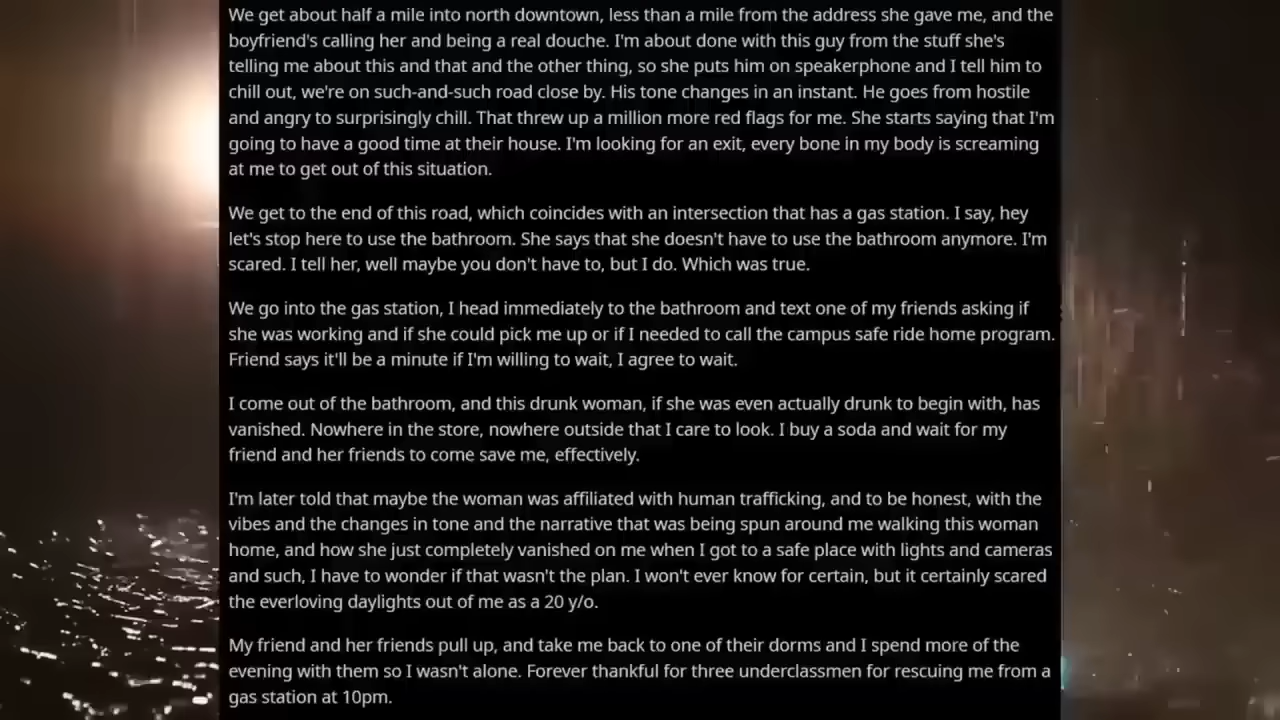 We get about half a mile into north downtown, less than a mile from the address she gave me, and the
boyfriend's calling her and being a real douche. I'm about done with this guy from the stuff she's
telling me about this and that and the other thing, so she puts him on speakerphone and I tell him to
chill out, we're on such-and-such road close by. His tone changes in an instant. He goes from hostile
and angry to surprisingly chill. That threw up a million more red flags for me. She starts saying that I'm
going to have a good time at their house. I'm looking for an exit, every bone in my body is screaming
at me to get out of this situation.
We get to the end of this road, which coincides with an intersection that has a gas station. I say, hey
let's stop here to use the bathroom. She says that she doesn't have to use the bathroom anymore. I'm
scared. I tell her, well maybe you don't have to, but I do. Which was true.
We go into the gas station, I head immediately to the bathroom and text one of my friends asking if
she was working and if she could pick me up or if I needed to call the campus safe ride home program.
Friend says it'll be a minute if I'm willing to wait, I agree to wait.
I come out of the bathroom, and this drunk woman, if she was even actually drunk to begin with, has
vanished. Nowhere in the store, nowhere outside that I care to look. I buy a soda and wait for my
friend and her friends to come save me, effectively.
I'm later told that maybe the woman was affiliated with human trafficking, and to be honest, with the
vibes and the changes in tone and the narrative that was being spun around me walking this woman
home, and how she just completely vanished on me when I got to a safe place with lights and cameras
and such, I have to wonder if that wasn't the plan. I won't ever know for certain, but it certainly scared
the everloving daylights out of me as a 20 y/o.
My friend and her friends pull up, and take me back to one of their dorms and I spend more of the
evening with them so I wasn't alone. Forever thankful for three underclassmen for rescuing me from a
gas station at 10pm.